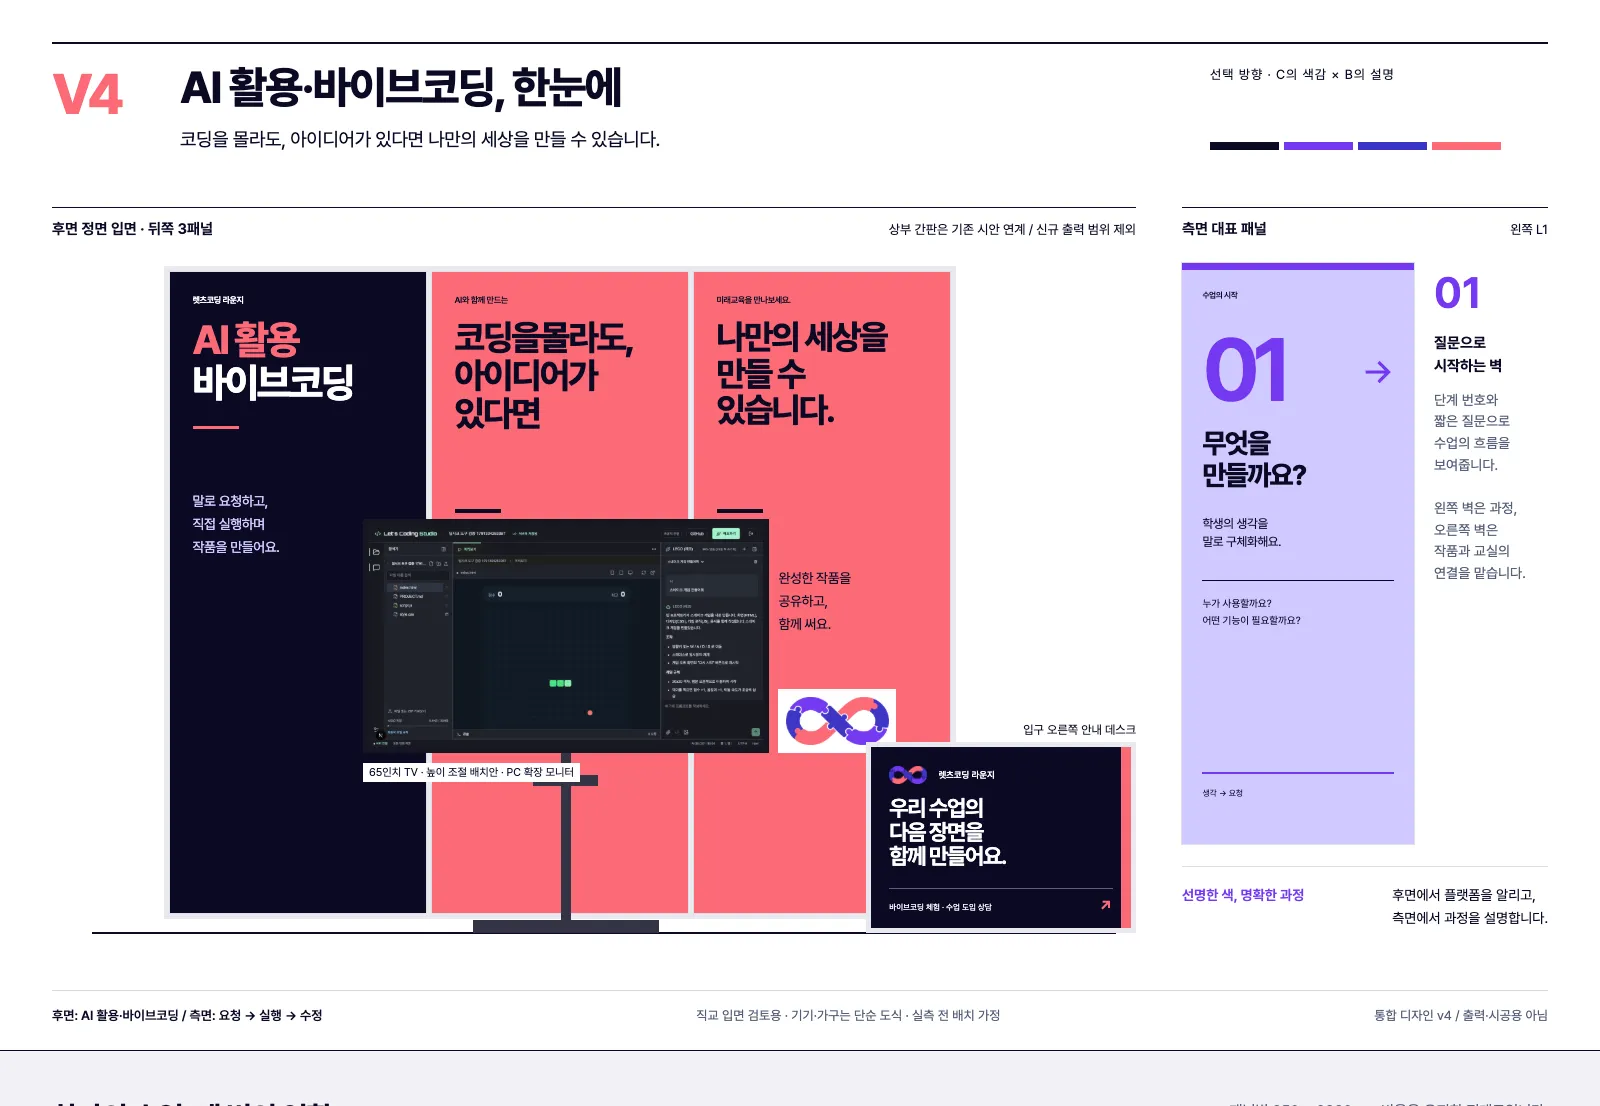 V4
AI 활용·바이브코딩, 한눈에
코딩을 몰라도, 아이디어가 있다면 나만의 세상을 만들 수 있습니다.
선택 방향 · C의 색감 × B의 설명
후면 정면 입면 · 뒤쪽 3패널
상부 간판은 기존 시안 연계 / 신규 출력 범위 제외
측면 대표 패널
왼쪽 L1
렛츠코딩 라운지
AI 활용
바이브코딩
말로 요청하고,
직접 실행하며
작품을 만들어요.
AI와 함께 만드는
코딩을몰라도,
아이디어가
있다면
미래교육을 만나보세요.
나만의 세상을
만들 수
있습니다.
완성한 작품을
공유하고,
함께 써요.
Let's Coding Studio
GitHub
65인치 TV · 높이 조절 배치안 · PC 확장 모니터
입구 오른쪽 안내 데스크
렛츠코딩 라운지
우리 수업의
다음 장면을
함께 만들어요.
바이브코딩 체험 · 수업 도입 상담
수업의 시작
01
→
무엇을
만들까요?
학생의 생각을
말로 구체화해요.
누가 사용할까요?
어떤 기능이 필요할까요?
생각 → 요청
01
질문으로
시작하는 벽
단계 번호와
짧은 질문으로
수업의 흐름을
보여줍니다.
왼쪽 벽은 과정,
오른쪽 벽은
작품과 교실의
연결을 맡습니다.
선명한 색, 명확한 과정
후면에서 플랫폼을 알리고,
측면에서 과정을 설명합니다.
후면: AI 활용·바이브코딩 / 측면: 요청 → 실행 → 수정
직교 입면 검토용 · 기기·가구는 단순 도식 · 실측 전 배치 가정
통합 디자인 v4 / 출력·시공용 아님